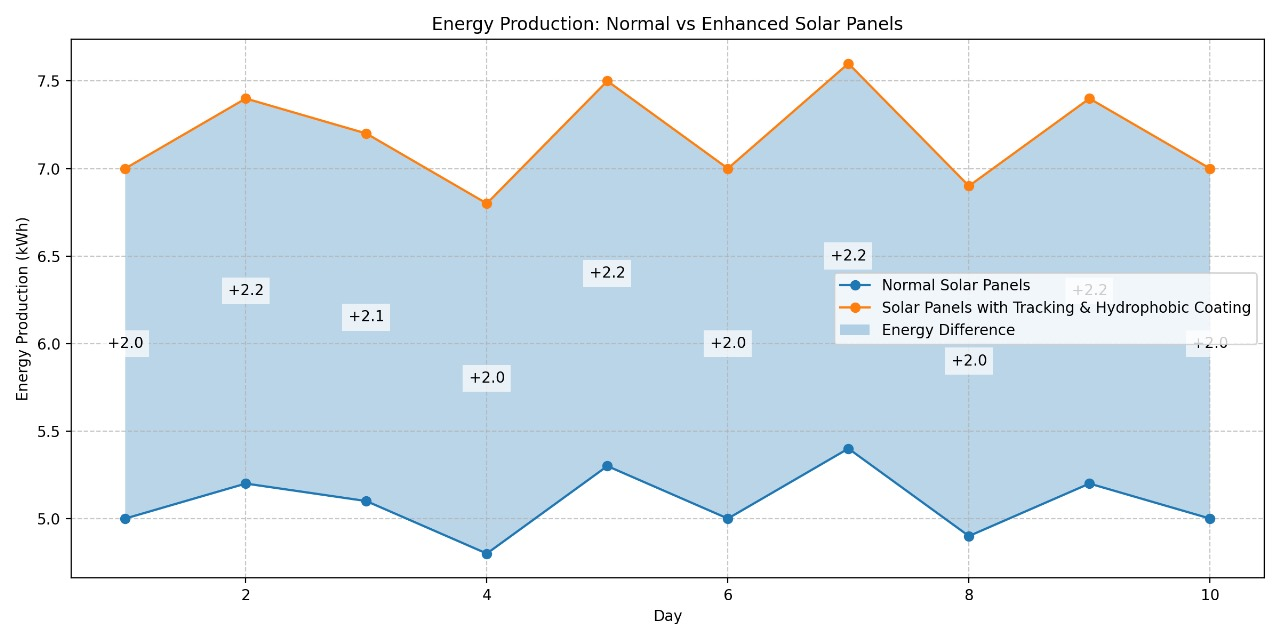 Energy Production: Normal vs Enhanced Solar Panels
Energy Production (kWh)
7.5
7.0
6.5
6.0
5.5
5.0
+2.0
+2.2
+2.1
+2.0
+2.2
+2.0
+2.2
+2.0
+2.2
+2.0
Normal Solar Panels
Solar Panels with Tracking & Hydrophobic Coating
Energy Difference
2 4 6 8 10
Day